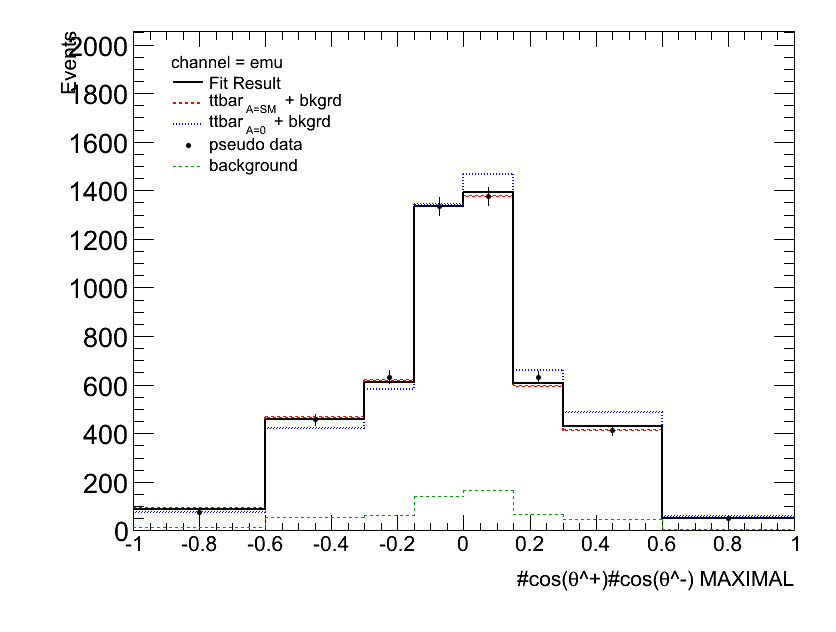 Events
2000
1800
1600
1400
1200
1000
800
600
400
200
0
channel = emu
Fit Result
ttbar A=SM + bkgrd
ttbar A=0 + bkgrd
pseudo data
background
-1 -0.8 -0.6 -0.4 -0.2 0 0.2 0.4 0.6 0.8 1
#cos(θ^+)#cos(θ^-) MAXIMAL